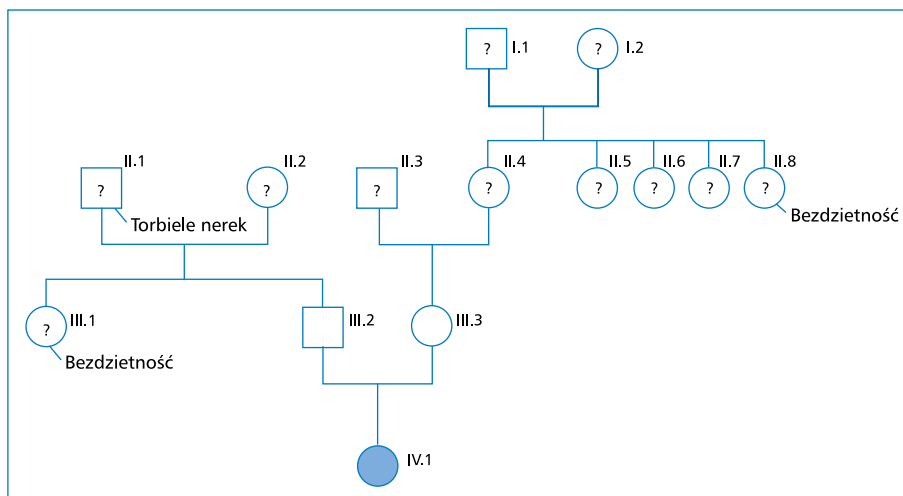 ? I.1 ? I.2
? II.1 ? II.2 ? II.3 ? II.4 ? II.5 ? II.6 ? II.7 ? II.8
Torbiele nerek
Bezdzietność
? III.1 III.2 III.3
Bezdzietność
IV.1